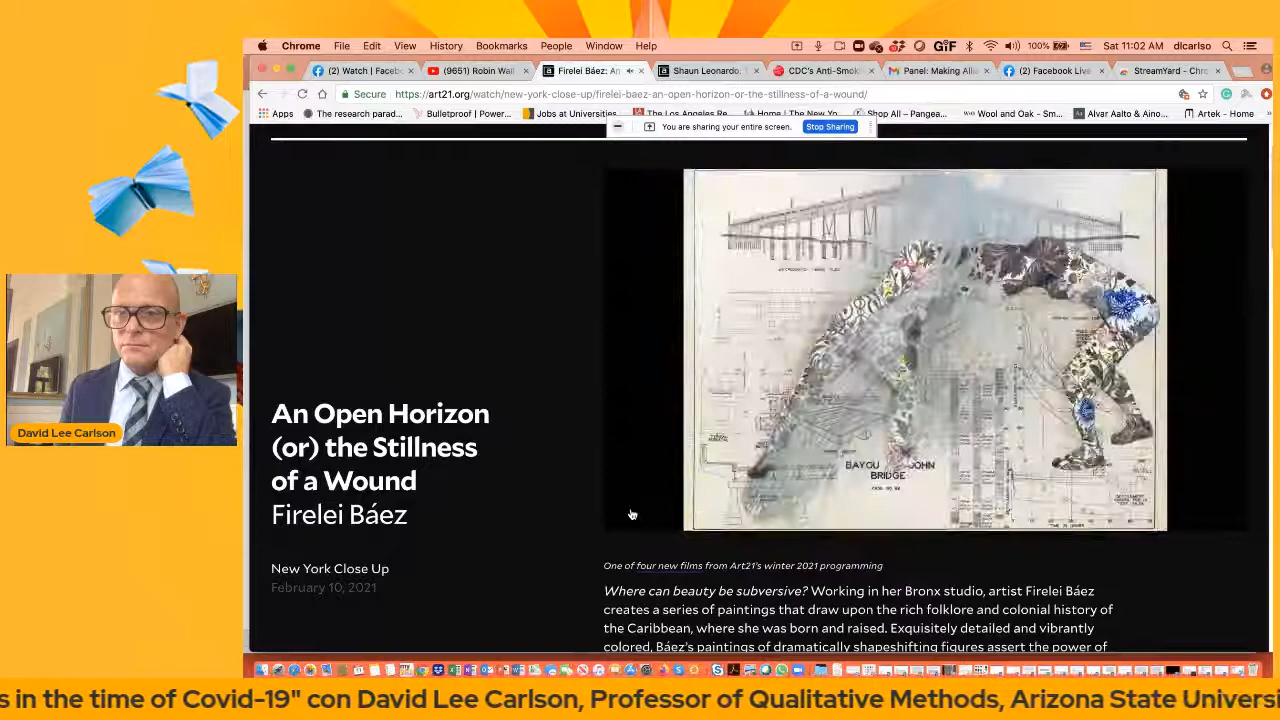 Chrome File Edit View History Bookmarks People Window Help 100% Sat 11:02 AM dlcarlso
(2) Watch | Faceb (9651) Robin Wall Firelei Báez: An Shaun Leonardo: CDC's Anti-Smok Panel: Making Alli (2) Facebook Live StreamYard - Chro
Secure https://art21.org/watch/new-york-close-up/firelei-baez-an-open-horizon-or-the-stillness-of-a-wound/
Apps The research parad... Bulletproof | Power... Jobs at Universities The Los Angeles Re Home | The New Yo Shop All – Pangea... Wool and Oak - Sm... Alvar Aalto & Aino... Artek - Home
You are sharing your entire screen. Stop Sharing
BAYOU JOHN
BRIDGE
An Open Horizon
(or) the Stillness
of a Wound
Firelei Báez
New York Close Up
February 10, 2021
One of four new films from Art21's winter 2021 programming
Where can beauty be subversive? Working in her Bronx studio, artist Firelei Báez
creates a series of paintings that draw upon the rich folklore and colonial history of
the Caribbean, where she was born and raised. Exquisitely detailed and vibrantly
colored, Báez's paintings of dramatically shapeshifting figures assert the power of
David Lee Carlson
s in the time of Covid-19" con David Lee Carlson, Professor of Qualitative Methods, Arizona State Universi